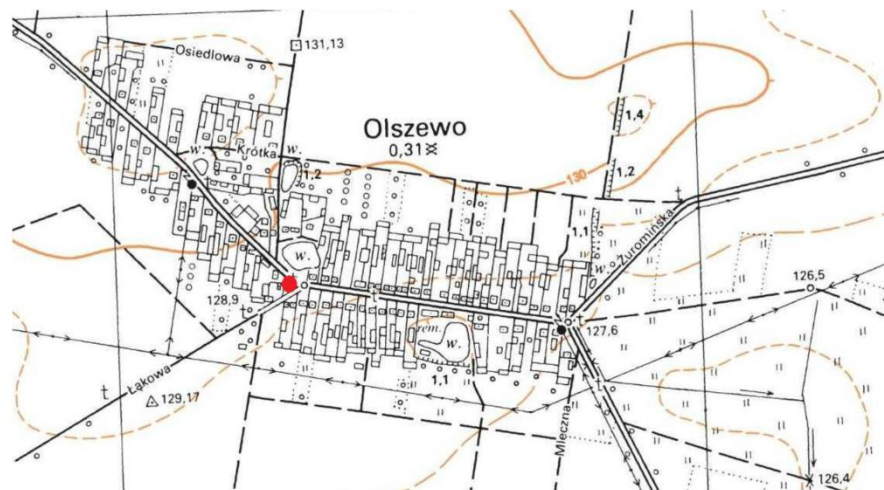 Osiedlowa
131,13
1,4
Olszewo
0,31
w.
Krótka
w.
1,2
1,2
130
1,1
Żuromińska
w.
w.
126,5
128,9
127,6
rem.
w.
1,1
Łąkowa
129,17
Mleczna
126,4